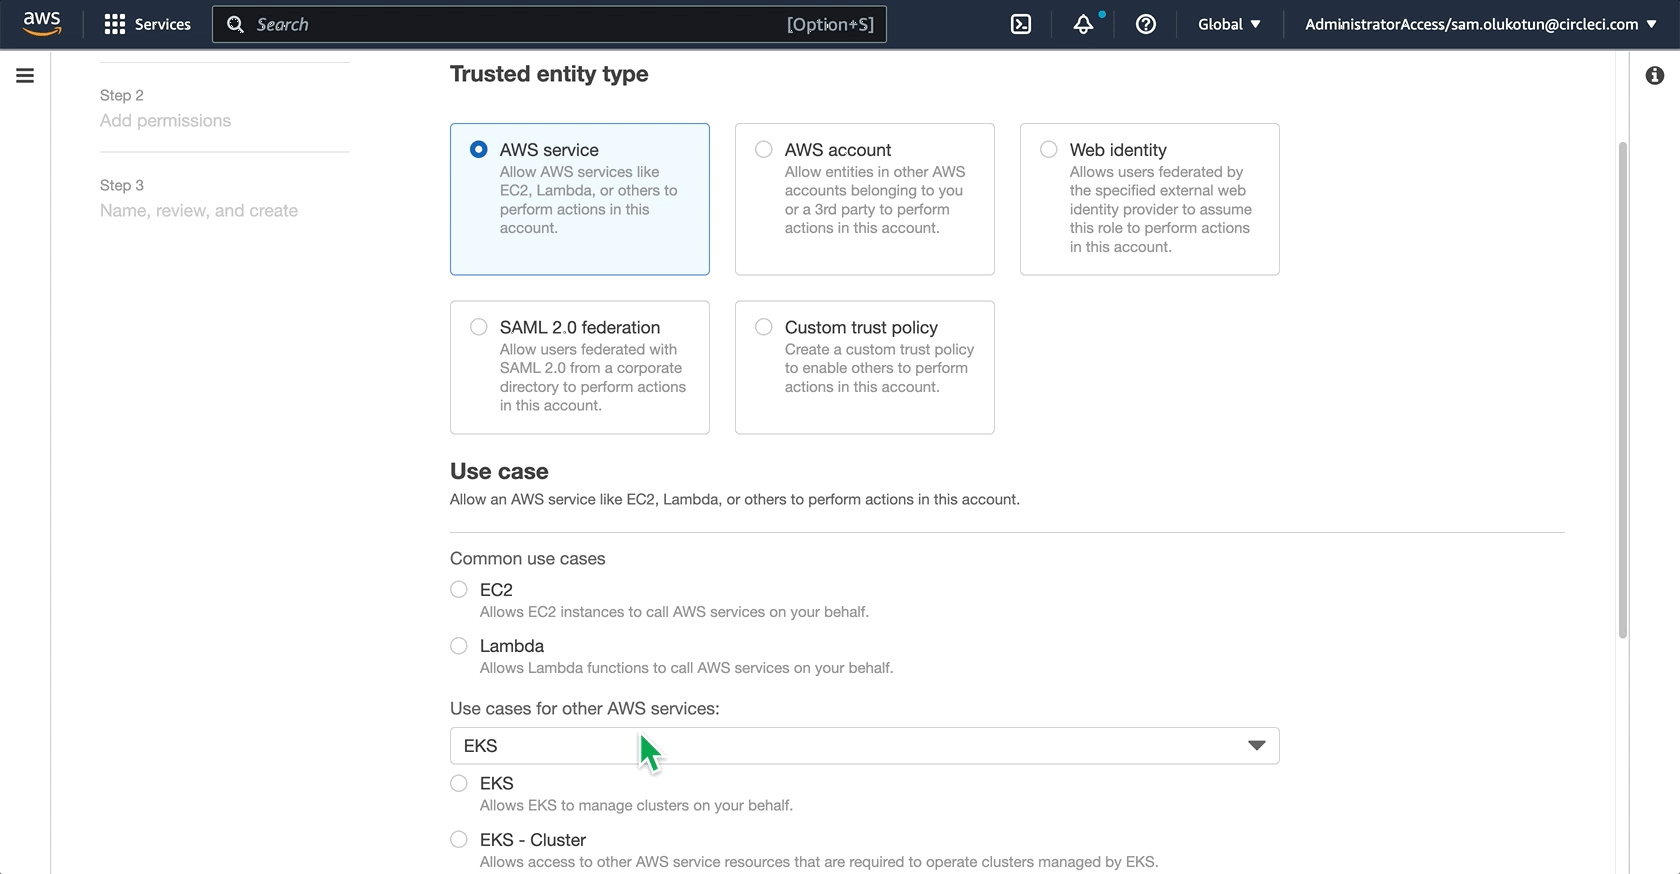 aws
Services
Search
[Option+S]
Global
AdministratorAccess/sam.olukotun@circleci.com
Step 2
Add permissions
Step 3
Name, review, and create
Trusted entity type
AWS service
Allow AWS services like
EC2, Lambda, or others to
perform actions in this
account.
AWS account
Allow entities in other AWS
accounts belonging to you
or a 3rd party to perform
actions in this account.
Web identity
Allows users federated by
the specified external web
identity provider to assume
this role to perform actions
in this account.
SAML 2.0 federation
Allow users federated with
SAML 2.0 from a corporate
directory to perform actions
in this account.
Custom trust policy
Create a custom trust policy
to enable others to perform
actions in this account.
Use case
Allow an AWS service like EC2, Lambda, or others to perform actions in this account.
Common use cases
EC2
Allows EC2 instances to call AWS services on your behalf.
Lambda
Allows Lambda functions to call AWS services on your behalf.
Use cases for other AWS services:
EKS
EKS
Allows EKS to manage clusters on your behalf.
EKS - Cluster
Allows access to other AWS service resources that are required to operate clusters managed by EKS.